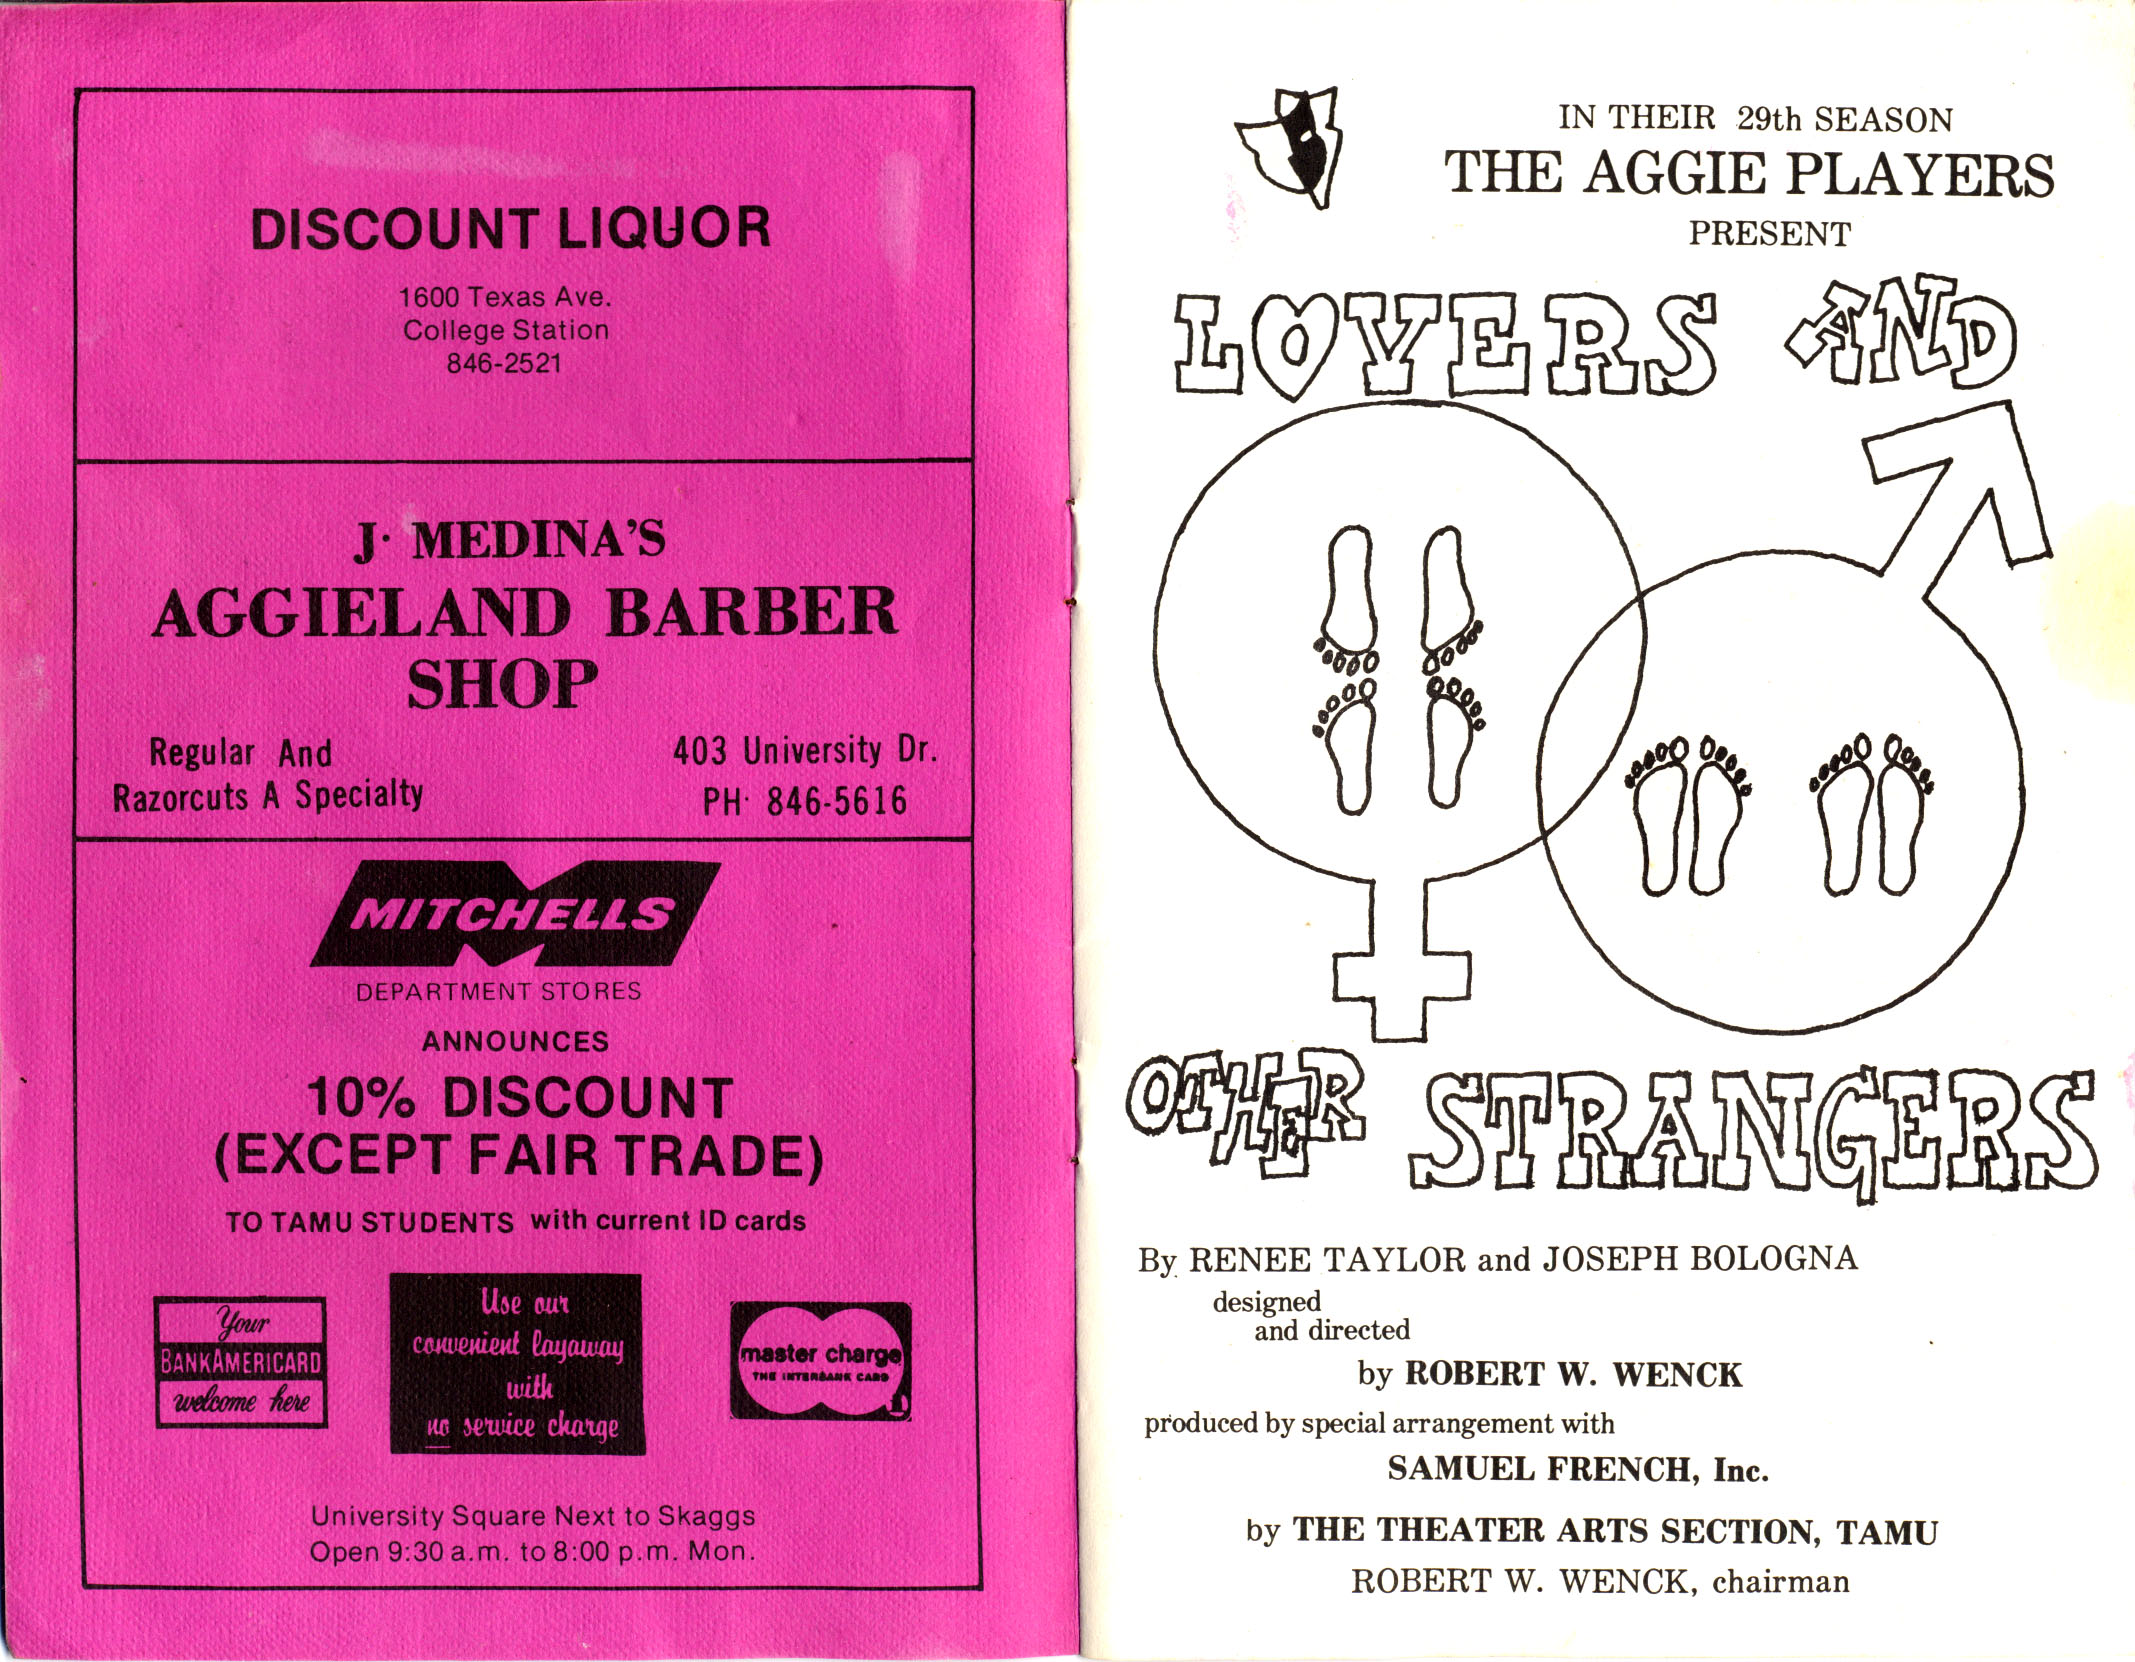 DISCOUNT LIQUOR
1600 Texas Ave.
College Station
846-2521
J. MEDINA'S
AGGIELAND BARBER
SHOP
Regular And
Razorcuts A Specialty
403 University Dr.
PH. 846-5616
MITCHELLS
DEPARTMENT STORES
ANNOUNCES
10% DISCOUNT
(EXCEPT FAIR TRADE)
TO TAMU STUDENTS with current ID cards
Your
BANKAMERICARD
welcome here
Use our
convenient layaway
with
no service charge
master charge
THE INTERBANK CARD
University Square Next to Skaggs
Open 9:30 a.m. to 8:00 p.m. Mon.
IN THEIR 29th SEASON
THE AGGIE PLAYERS
PRESENT
LOVERS AND
OTHER STRANGERS
By RENEE TAYLOR and JOSEPH BOLOGNA
designed
and directed
by ROBERT W. WENCK
produced by special arrangement with
SAMUEL FRENCH, Inc.
by THE THEATER ARTS SECTION, TAMU
ROBERT W. WENCK, chairman